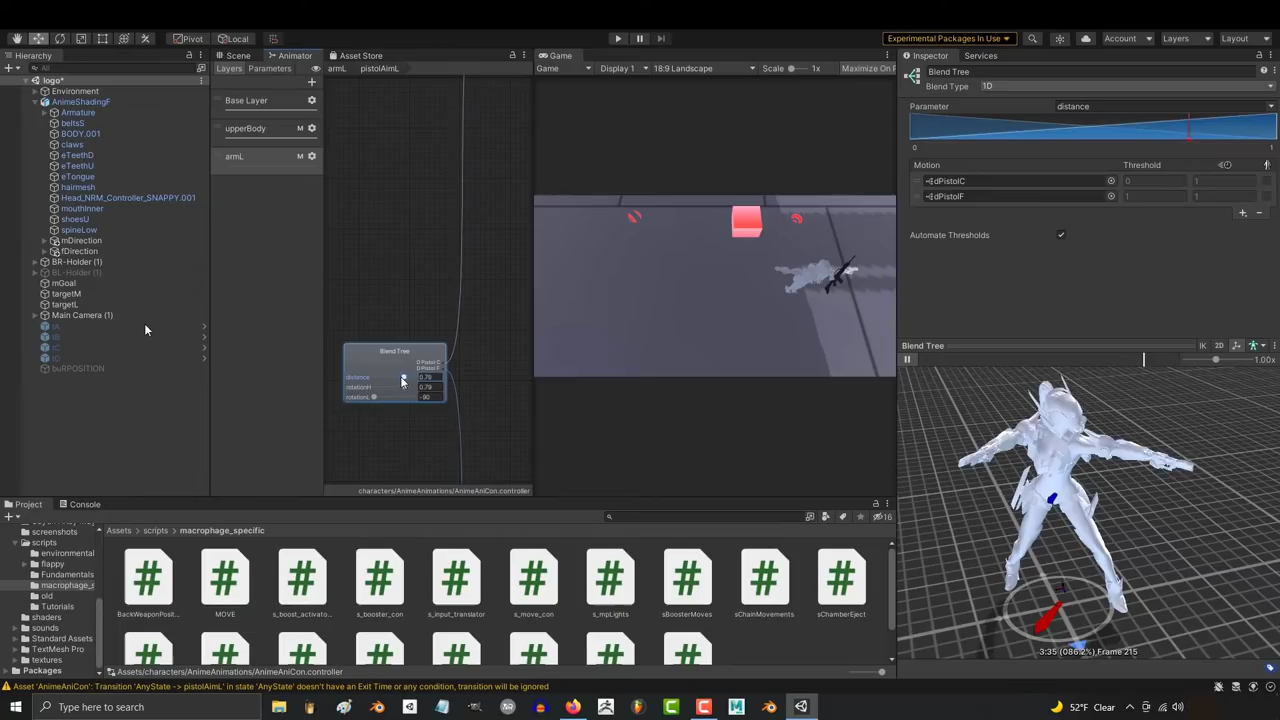 Pivot
Local
Experimental Packages In Use
Account
Layers
Layout
Hierarchy
Scene
Animator
Asset Store
Game
Inspector
Services
All
logo*
Environment
AnimeShadingF
Armature
beltsS
BODY.001
claws
eTeethD
eTeethU
eTongue
hairmesh
Head_NRM_Controller_SNAPPY.001
mouthInner
shoesU
spineLow
mDirection
fDirection
BR-Holder (1)
BL-Holder (1)
mGoal
targetM
targetL
Main Camera (1)
buRPOSITION
Layers
Parameters
armL
pistolAimL
Base Layer
upperBody
M
armL
M
Blend Tree
D Pistol C
D Pistol F
distance
0.79
rotationH
0.79
rotationL
-90
characters/AnimeAnimations/AnimeAniCon.controller
Game
Display 1
18:9 Landscape
Scale
1x
Maximize On P
Blend Tree
Blend Type
1D
Parameter
distance
0
1
Motion
Threshold
dPistolC
0
1
dPistolF
1
1
Automate Thresholds
Blend Tree
IK
2D
1.00x
3:35 (086.2%) Frame 215
Project
Console
16
screenshots
scripts
environmental
flappy
Fundamentals
macrophage_s
old
Tutorials
shaders
sounds
Standard Assets
TextMesh Pro
textures
Packages
Assets
scripts
macrophage_specific
BackWeaponPosit...
MOVE
s_boost_activato...
s_booster_con
s_input_translator
s_move_con
s_mpLights
sBoosterMoves
sChainMovements
sChamberEject
Assets/characters/AnimeAnimations/AnimeAniCon.controller
Asset 'AnimeAniCon': Transition 'AnyState -> pistolAimL' in state 'AnyState' doesn't have an Exit Time or any condition, transition will be ignored
Type here to search
52°F Clear